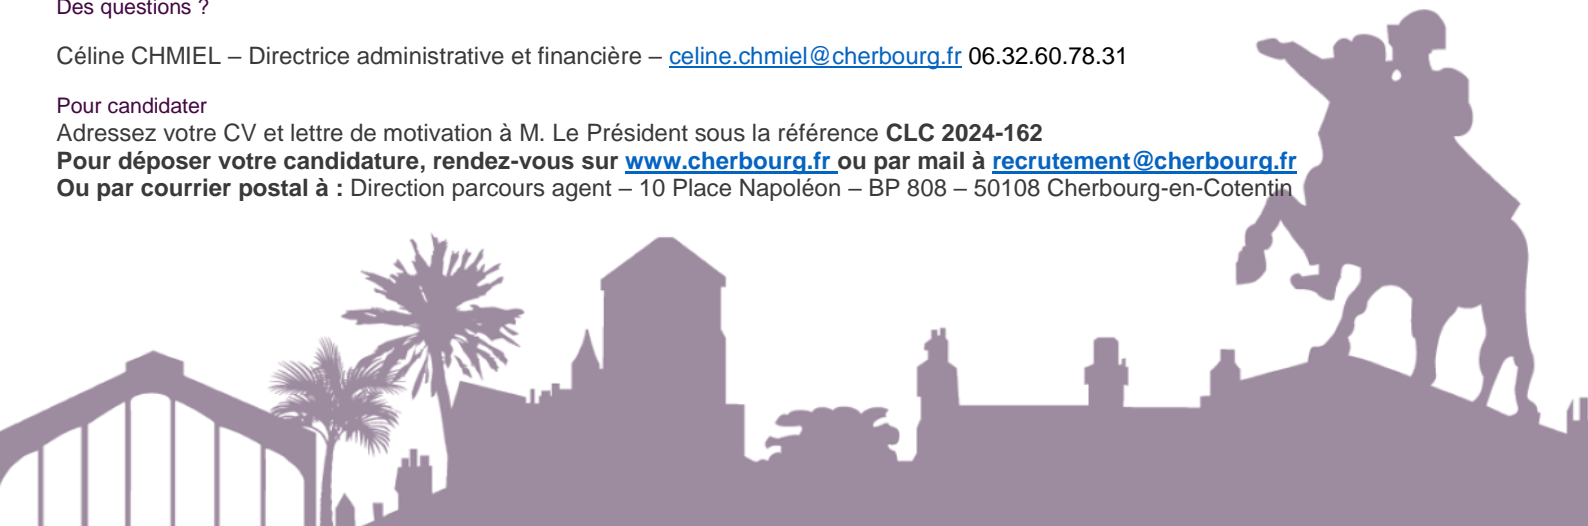 Des questions ?
Céline CHMIEL – Directrice administrative et financière – celine.chmiel@cherbourg.fr 06.32.60.78.31
Pour candidater
Adressez votre CV et lettre de motivation à M. Le Président sous la référence CLC 2024-162
Pour déposer votre candidature, rendez-vous sur www.cherbourg.fr ou par mail à recrutement@cherbourg.fr
Ou par courrier postal à : Direction parcours agent – 10 Place Napoléon – BP 808 – 50108 Cherbourg-en-Cotentin